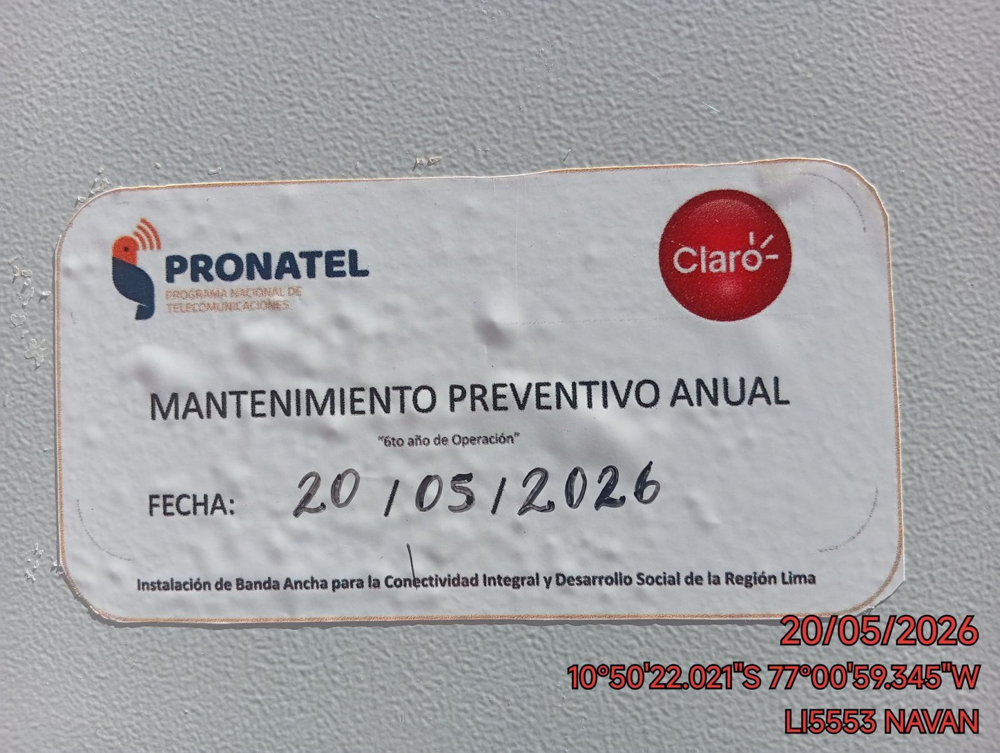 PRONATEL
PROGRAMA NACIONAL DE
TELECOMUNICACIONES
Claro
MANTENIMIENTO PREVENTIVO ANUAL
"6to año de Operación"
FECHA: 20/05/2026
Instalación de Banda Ancha para la Conectividad Integral y Desarrollo Social de la Región Lima
20/05/2026
10°50'22.021"S 77°00'59.345"W
LI5553 NAVAN